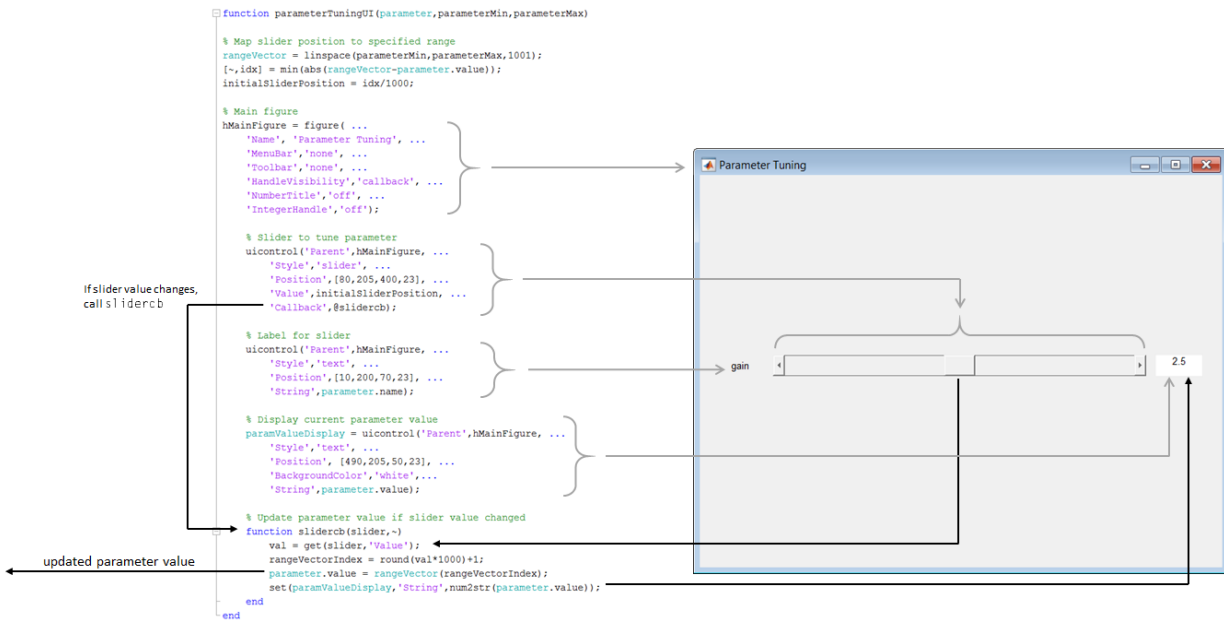 function parameterTuningUI(parameter,parameterMin,parameterMax)
% Map slider position to specified range
rangeVector = linspace(parameterMin,parameterMax,1001);
[~,idx] = min(abs(rangeVector-parameter.value));
initialSliderPosition = idx/1000;
% Main figure
hMainFigure = figure( ...
'Name', 'Parameter Tuning', ...
'MenuBar','none', ...
'Toolbar','none', ...
'HandleVisibility','callback', ...
'NumberTitle','off', ...
'IntegerHandle','off');
% Slider to tune parameter
uicontrol('Parent',hMainFigure, ...
'Style','slider', ...
'Position',[80,205,400,23], ...
'Value',initialSliderPosition, ...
'Callback',@slidercb);
% Label for slider
uicontrol('Parent',hMainFigure, ...
'Style','text', ...
'Position',[10,200,70,23], ...
'String',parameter.name);
% Display current parameter value
paramValueDisplay = uicontrol('Parent',hMainFigure, ...
'Style','text', ...
'Position', [490,205,50,23], ...
'BackgroundColor','white',...
'String',parameter.value);
% Update parameter value if slider value changed
function slidercb(slider,~)
val = get(slider,'Value');
rangeVectorIndex = round(val*1000)+1;
parameter.value = rangeVector(rangeVectorIndex);
set(paramValueDisplay,'String',num2str(parameter.value));
end
end
If slider value changes,
call slidercb
updated parameter value
Parameter Tuning
gain
2.5